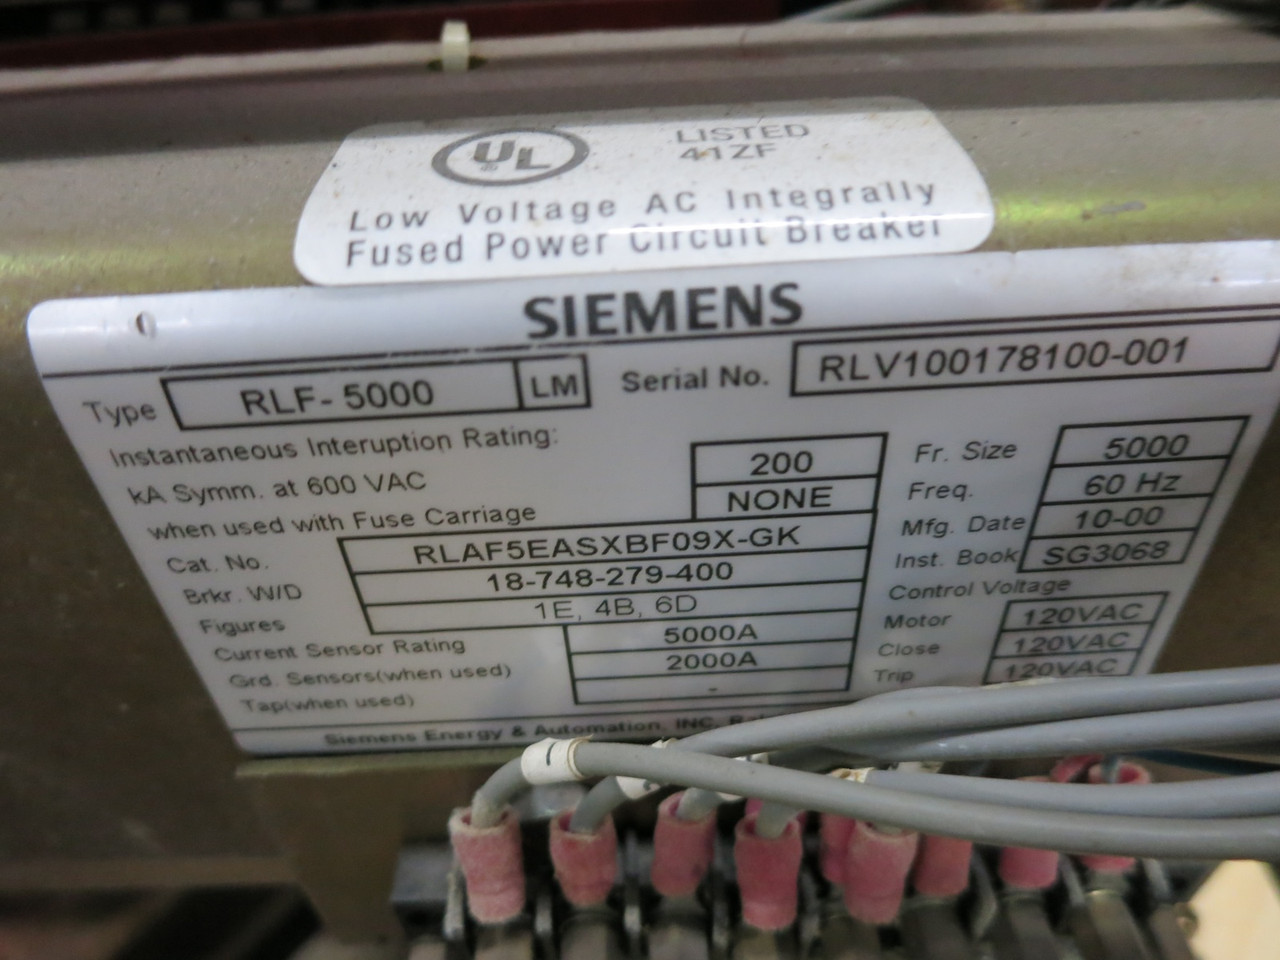 UL LISTED
41ZF
Low Voltage AC Integrally
Fused Power Circuit Breaker
SIEMENS
Type RLF- 5000 LM Serial No. RLV100178100-001
Instantaneous Interuption Rating:
kA Symm. at 600 VAC 200
when used with Fuse Carriage NONE
Cat. No. RLAF5EASXBF09X-GK
Brkr. W/D 18-748-279-400
Figures 1E, 4B, 6D
Current Sensor Rating 5000A
Grd. Sensors(when used) 2000A
Tap(when used) -
Fr. Size 5000
Freq. 60 Hz
Mfg. Date 10-00
Inst. Book SG3068
Control Voltage
Motor 120VAC
Close 120VAC
Trip 120VAC
Siemens Energy & Automation, INC.